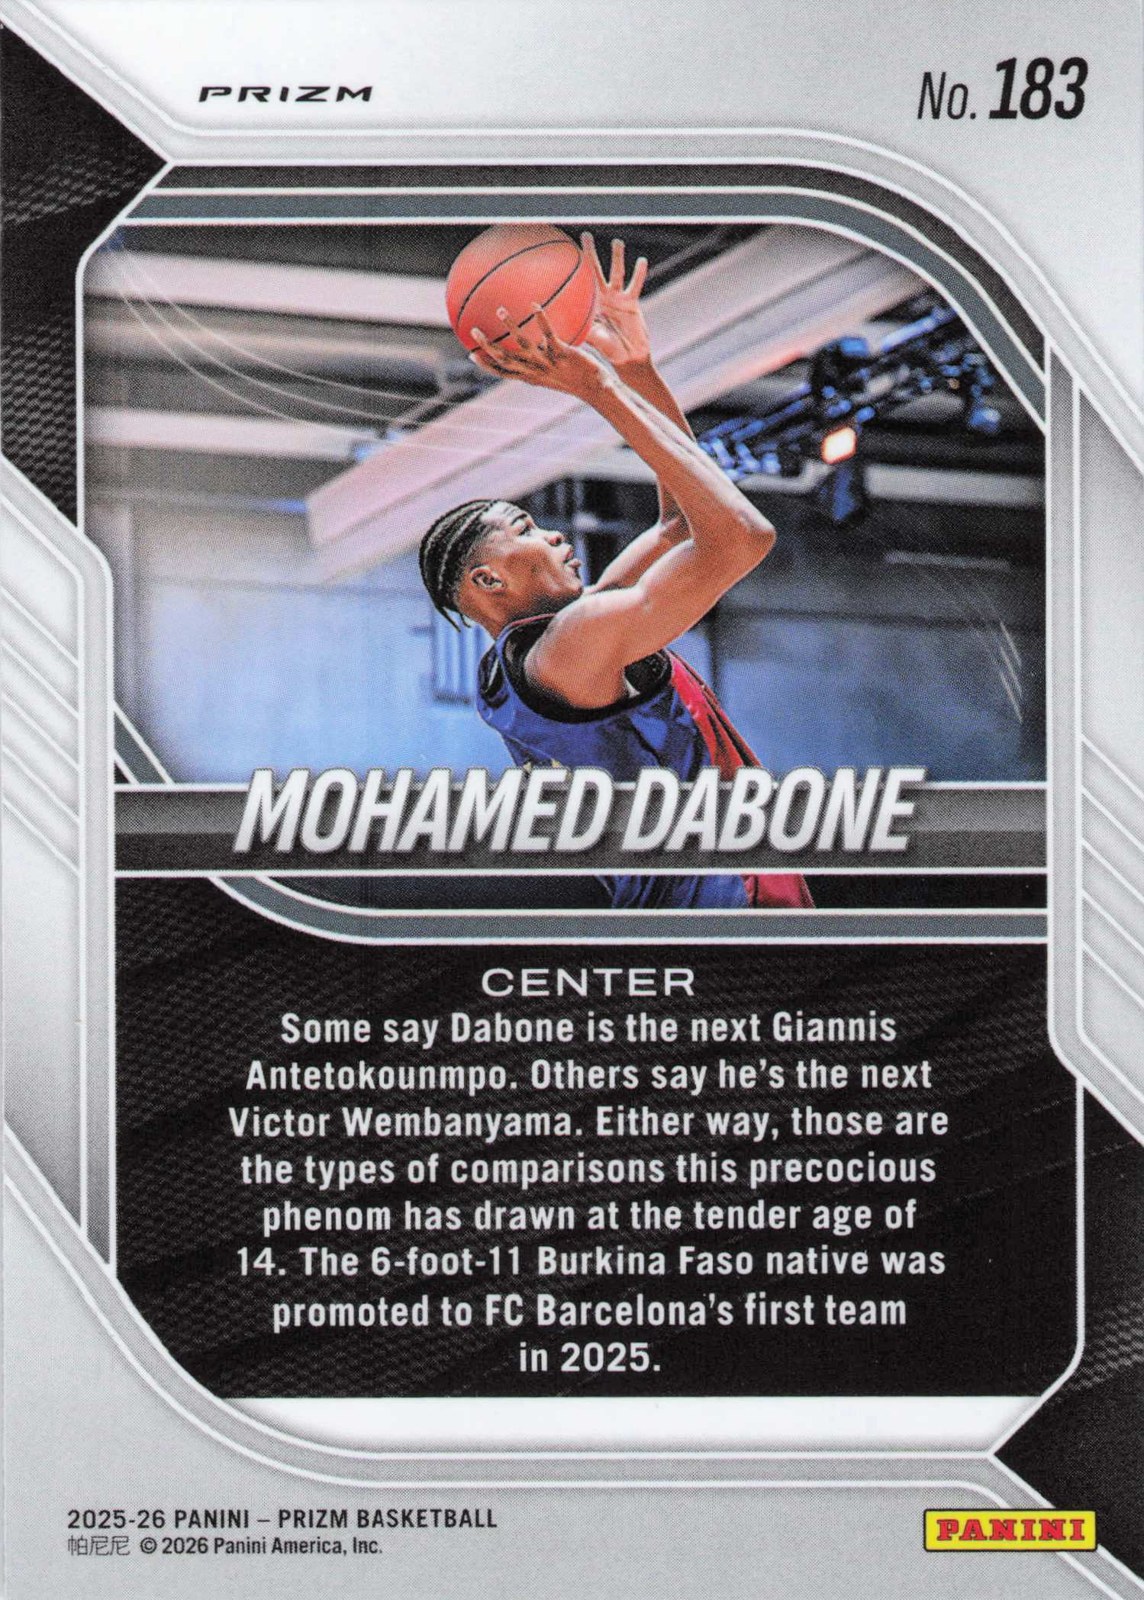 PRIZM
No. 183
MOHAMED DABONE
CENTER
Some say Dabone is the next Giannis
Antetokounmpo. Others say he's the next
Victor Wembanyama. Either way, those are
the types of comparisons this precocious
phenom has drawn at the tender age of
14. The 6-foot-11 Burkina Faso native was
promoted to FC Barcelona's first team
in 2025.
2025-26 PANINI – PRIZM BASKETBALL
帕尼尼 © 2026 Panini America, Inc.
PANINI